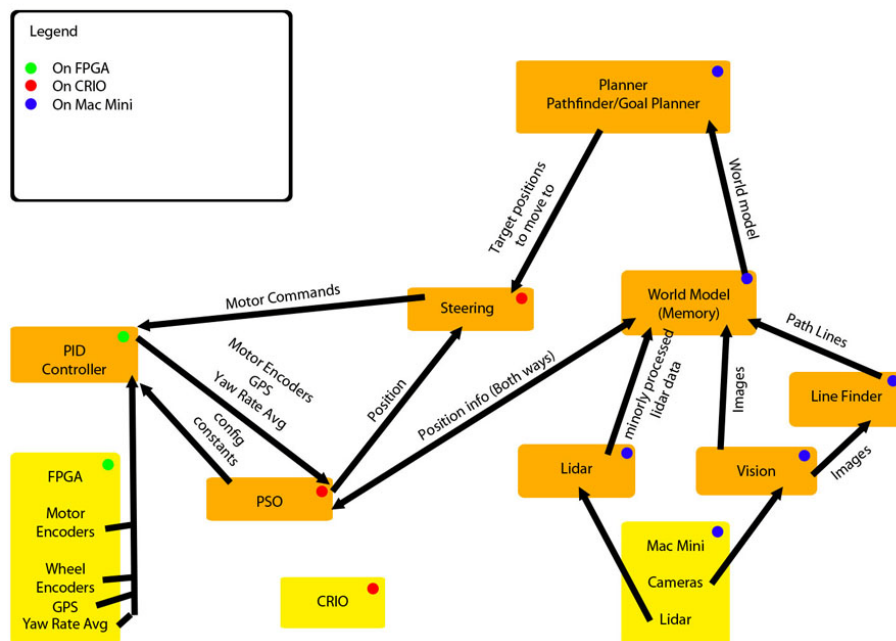 Legend
On FPGA
On CRIO
On Mac Mini
Planner
Pathfinder/Goal Planner
Target positions
to move to
World model
Motor Commands
Steering
World Model
(Memory)
Path Lines
PID
Controller
Motor Encoders
GPS
Yaw Rate Avg
config
constants
Position
Position info (Both ways)
minorly processed
lidar data
Images
Line Finder
Images
FPGA
Motor
Encoders
Wheel
Encoders
GPS
Yaw Rate Avg
PSO
Lidar
Vision
CRIO
Mac Mini
Cameras
Lidar